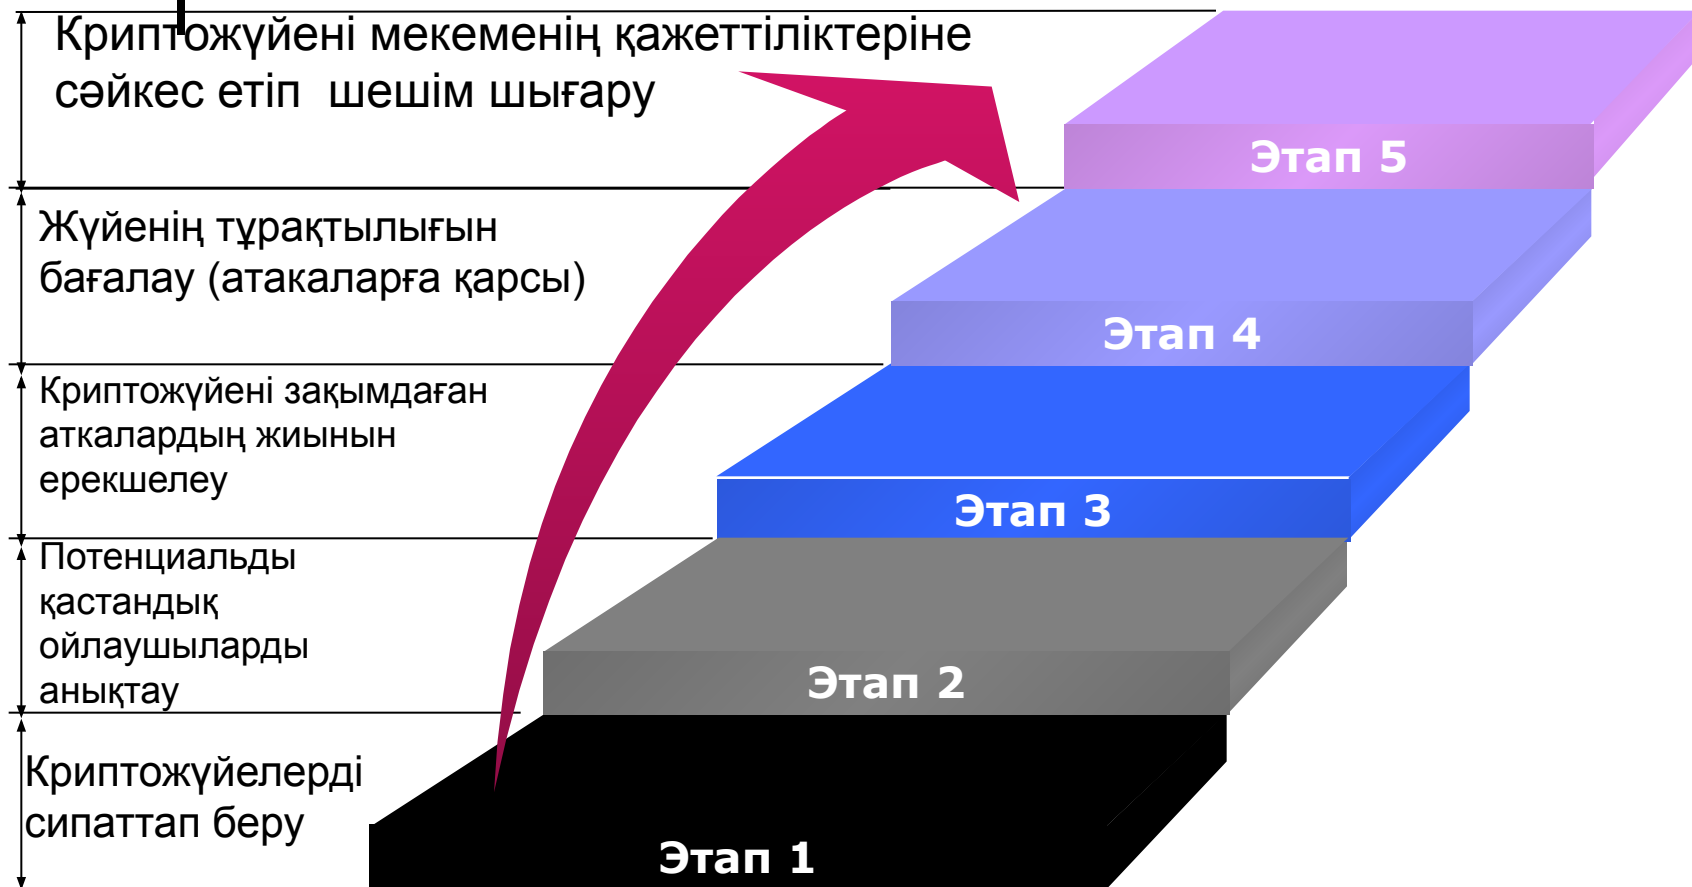 Криптожүйені мекеменің қажеттіліктеріне
сәйкес етіп  шешім шығару
Этап 5
Жүйенің тұрақтылығын
бағалау (атакаларға қарсы)
Этап 4
Криптожүйені зақымдаған
аткалардың жиынын
ерекшелеу
Этап 3
Потенциальды
қастандық
ойлаушыларды
анықтау
Этап 2
Криптожүйелерді
сипаттап беру
Этап 1